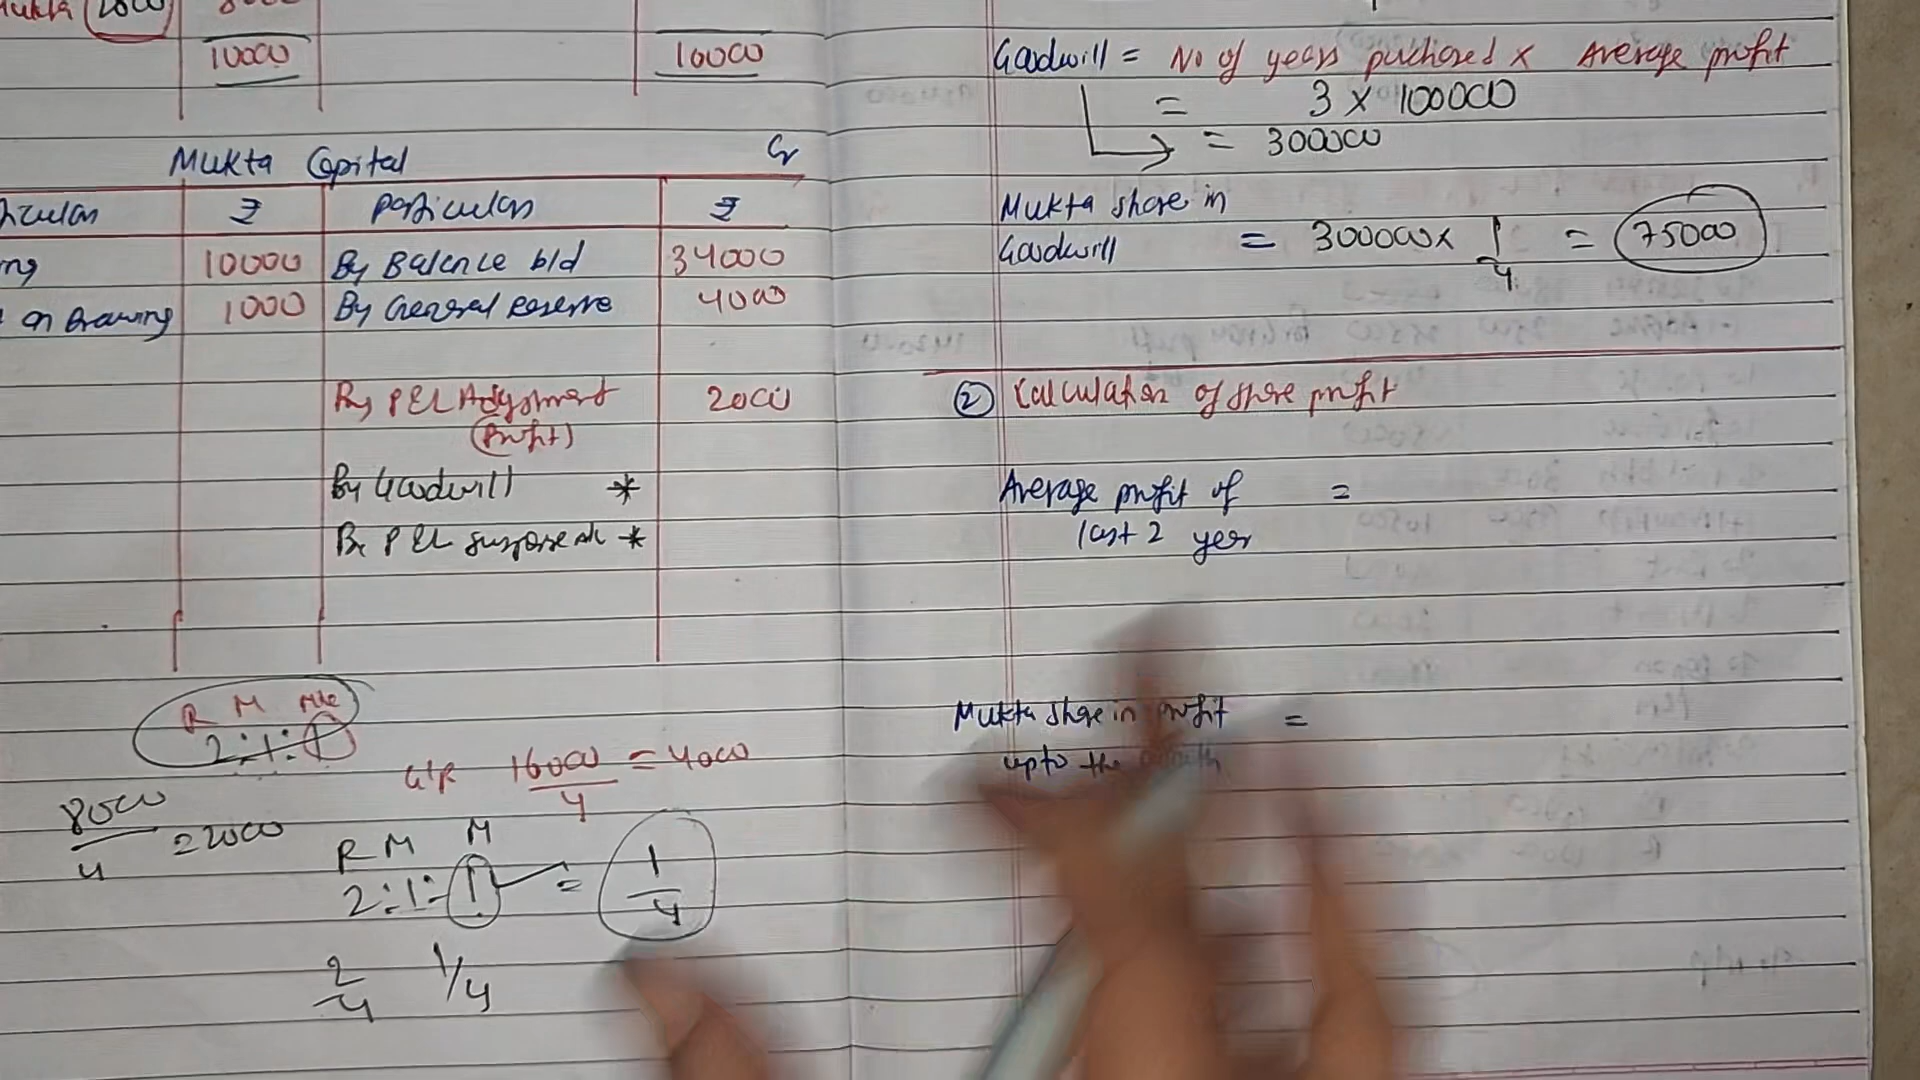 10000 10000
Mukta Capital Cr
₹ particulars ₹
10000 By Balance b/d 34000
on Drawing 1000 By General Reserve 4000
By P&L Adjustment 2000
(Profit)
By Goodwill *
By P&L suspense a/c *
R M
2:1:1
G/R 16000/4 = 4000
8000/4 = 2000
R M M
2:1:1 = 1/4
2/4 1/4
Goodwill = No of years purchased x Average profit
= 3 x 100000
= 300000
Mukta share in
Goodwill = 300000 x 1/4 = 75000
② Calculation of share profit
Average profit of =
last 2 year
Mukta share in profit =
upto the